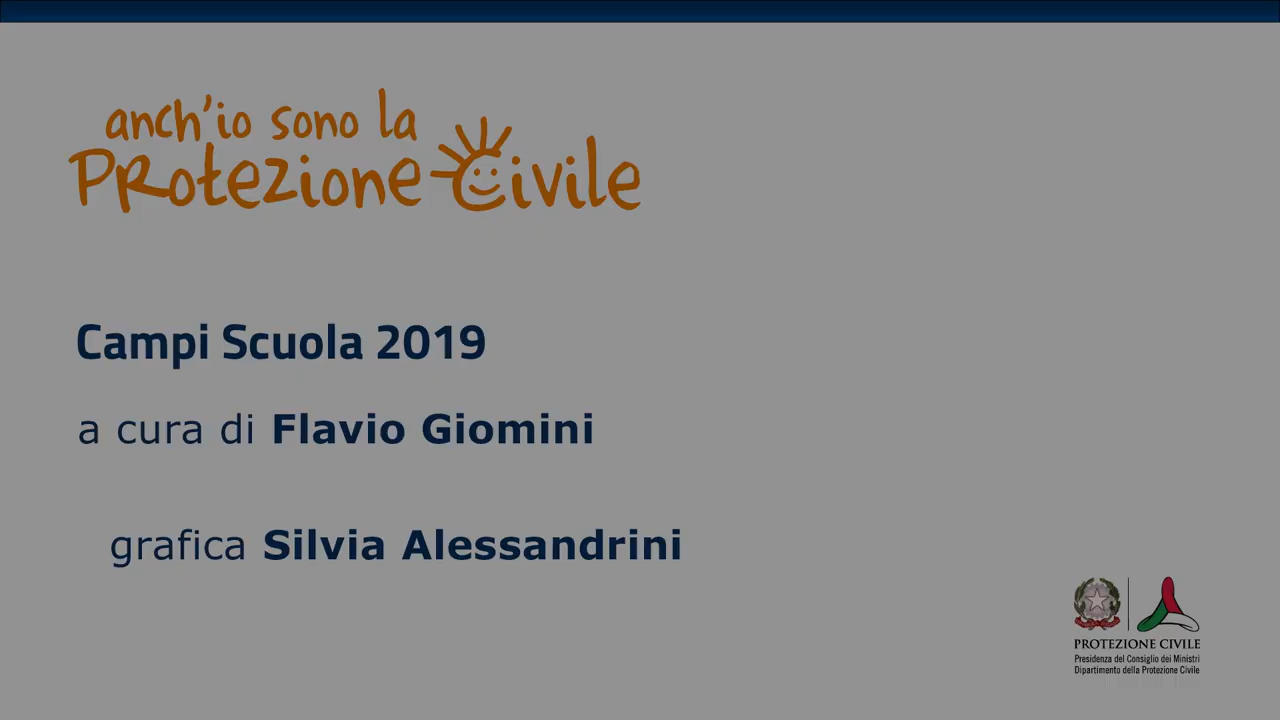 anch'io sono la
Protezione Civile
Campi Scuola 2019
a cura di Flavio Giomini
grafica Silvia Alessandrini
PROTEZIONE CIVILE
Presidenza del Consiglio dei Ministri
Dipartimento della Protezione Civile